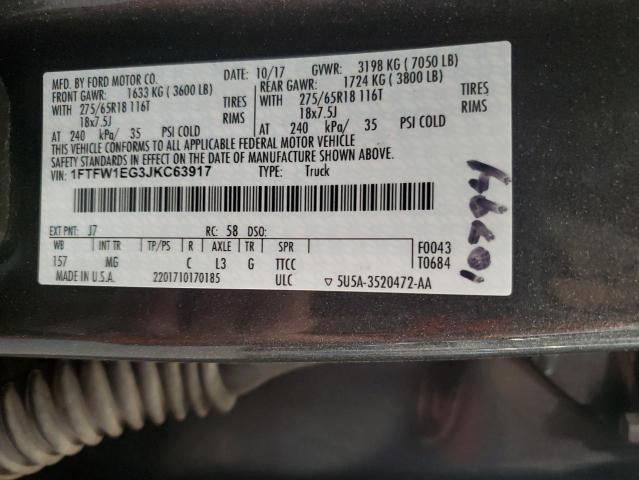 MFD. BY FORD MOTOR CO.
DATE: 10/17 GVWR: 3198 KG ( 7050 LB)
FRONT GAWR: 1633 KG ( 3600 LB)
REAR GAWR: 1724 KG ( 3800 LB)
WITH 275/65R18 116T TIRES
WITH 275/65R18 116T TIRES
18x7.5J RIMS
18x7.5J RIMS
AT 240 kPa/ 35 PSI COLD
AT 240 kPa/ 35 PSI COLD
THIS VEHICLE CONFORMS TO ALL APPLICABLE FEDERAL MOTOR VEHICLE
SAFETY AND THEFT PREVENTION STANDARDS IN EFFECT ON THE DATE OF MANUFACTURE SHOWN ABOVE.
VIN: 1FTFW1EG3JKC63917 TYPE: Truck
EXT PNT: J7 RC: 58 DSO:
WB INT TR TP/PS R AXLE TR SPR
F0043
157 MG C L3 G TTCC
T0684
MADE IN U.S.A. 2201710170185 ULC ▽ 5U5A-3520472-AA